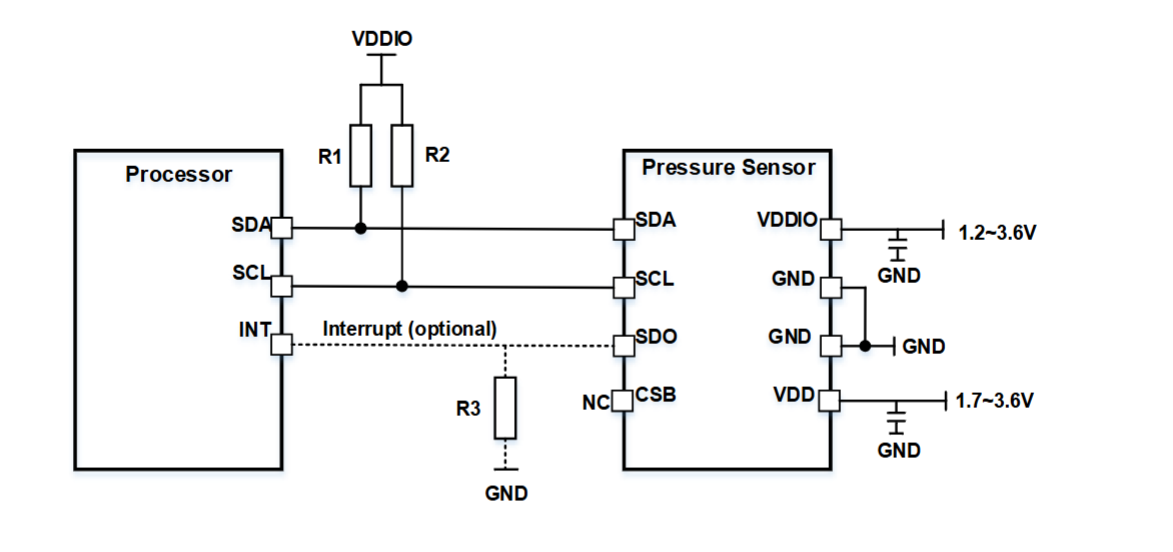 VDDIO
R1
R2
Processor
Pressure Sensor
SDA
SDA
VDDIO
1.2~3.6V
GND
SCL
SCL
GND
INT
Interrupt (optional)
SDO
GND
GND
R3
NC
CSB
VDD
1.7~3.6V
GND
GND